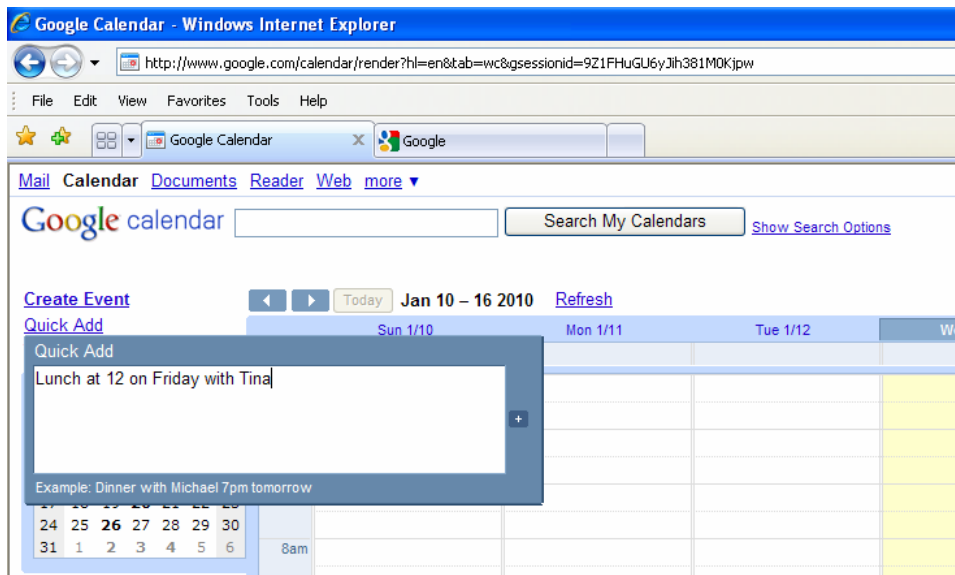 Google Calendar - Windows Internet Explorer
http://www.google.com/calendar/render?hl=en&tab=wc&gsessionid=9Z1FHuGU6yJih381M0Kjpw
File Edit View Favorites Tools Help
Google Calendar Google
Mail Calendar Documents Reader Web more ▼
Google calendar Search My Calendars Show Search Options
Create Event Today Jan 10 – 16 2010 Refresh
Quick Add Sun 1/10 Mon 1/11 Tue 1/12
Quick Add
Lunch at 12 on Friday with Tina
+
Example: Dinner with Michael 7pm tomorrow
24 25 26 27 28 29 30
31 1 2 3 4 5 6 8am